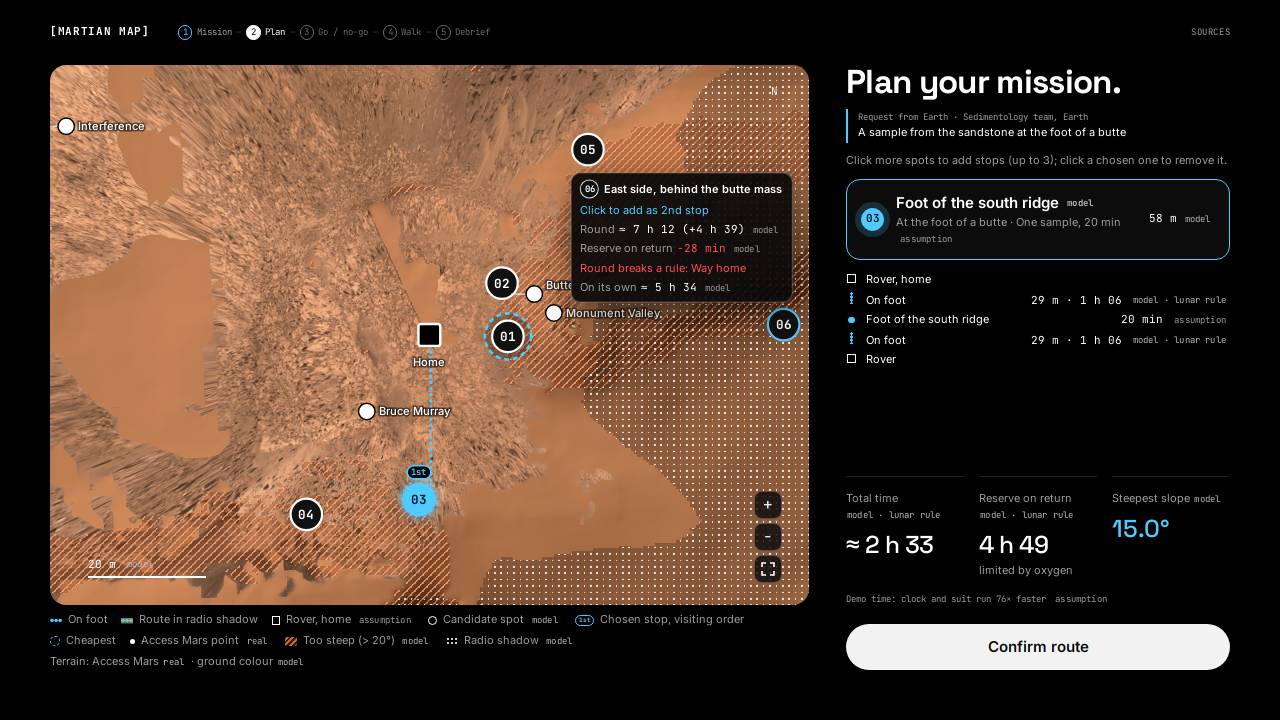 [MARTIAN MAP]
1 Mission – 2 Plan – 3 Go / no-go – 4 Walk – 5 Debrief
SOURCES
N
Interference
05
06 East side, behind the butte mass
Click to add as 2nd stop
Round ≈ 7 h 12 (+4 h 39) model
Reserve on return -28 min model
Round breaks a rule: Way home
On its own ≈ 5 h 34 model
02
Butte
Monument Valley,
06
01
Home
Bruce Murray
1st
03
04
20 m model
+
-
On foot Route in radio shadow Rover, home assumption Candidate spot model 1st Chosen stop, visiting order
Cheapest Access Mars point real Too steep (> 20°) model Radio shadow model
Terrain: Access Mars real · ground colour model
Plan your mission.
Request from Earth · Sedimentology team, Earth
A sample from the sandstone at the foot of a butte
Click more spots to add stops (up to 3); click a chosen one to remove it.
03 Foot of the south ridge model
At the foot of a butte · One sample, 20 min
assumption
58 m model
Rover, home
On foot 29 m · 1 h 06 model · lunar rule
Foot of the south ridge 20 min assumption
On foot 29 m · 1 h 06 model · lunar rule
Rover
Total time
model · lunar rule
≈ 2 h 33
Reserve on return
model · lunar rule
4 h 49
limited by oxygen
Steepest slope model
15.0°
Demo time: clock and suit run 76× faster assumption
Confirm route